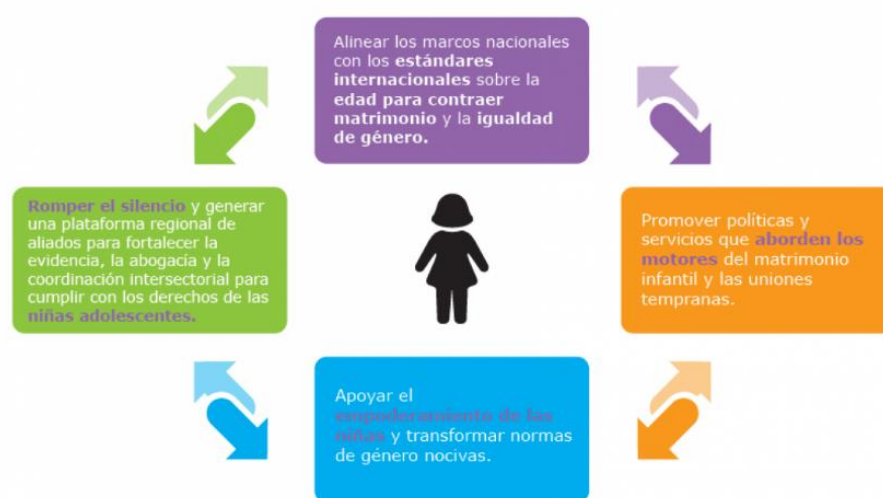 Alinear los marcos nacionales
con los estándares
internacionales sobre la
edad para contraer
matrimonio y la igualdad
de género.
Romper el silencio y generar
una plataforma regional de
aliados para fortalecer la
evidencia, la abogacía y la
coordinación intersectorial para
cumplir con los derechos de las
niñas adolescentes.
Promover políticas y
servicios que aborden los
motores del matrimonio
infantil y las uniones
tempranas.
Apoyar el
empoderamiento de las
niñas y transformar normas
de género nocivas.